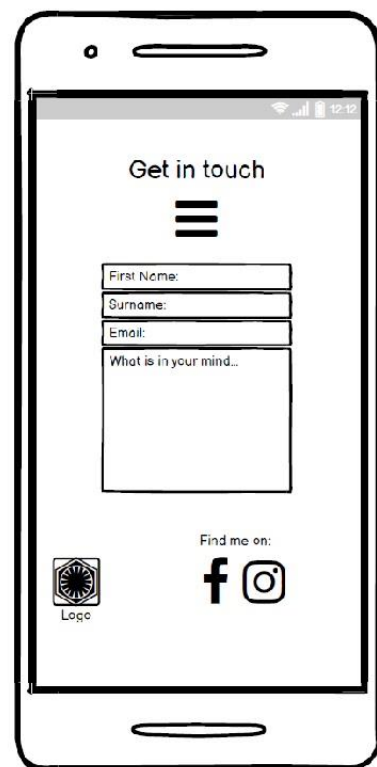 12:12
Get in touch
First Name:
Surname:
Email:
What is in your mind...
Find me on:
Logo